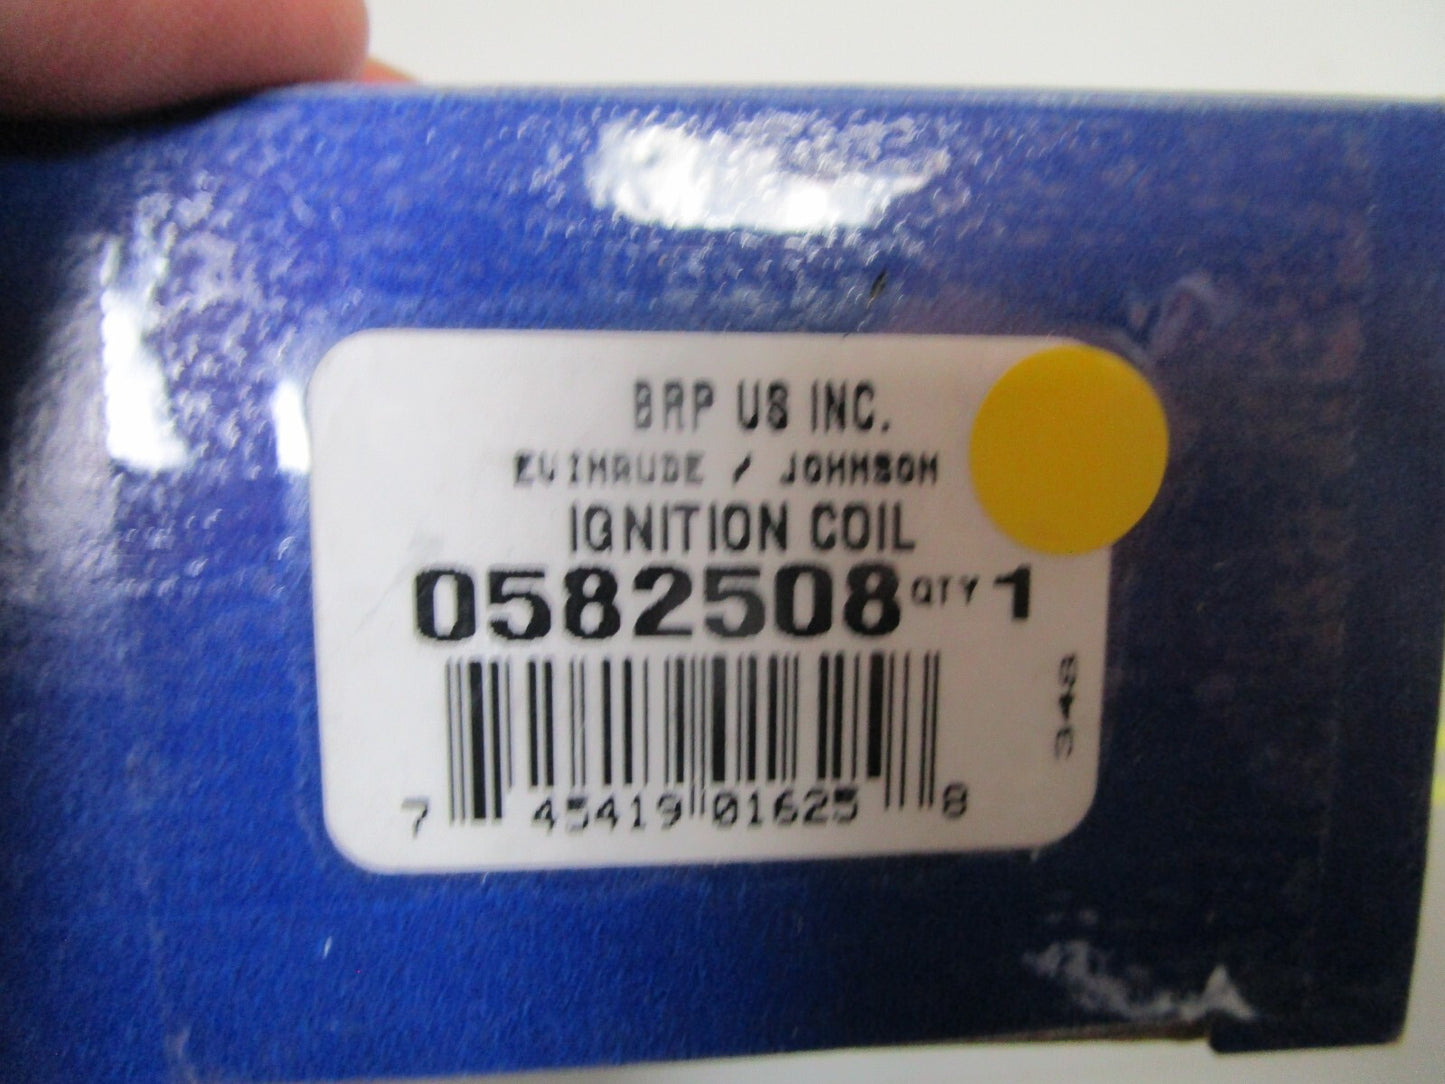 BRP US INC.
EVINRUDE / JOHNSON
IGNITION COIL
0582508 QTY 1
348
7 45419 01625 8